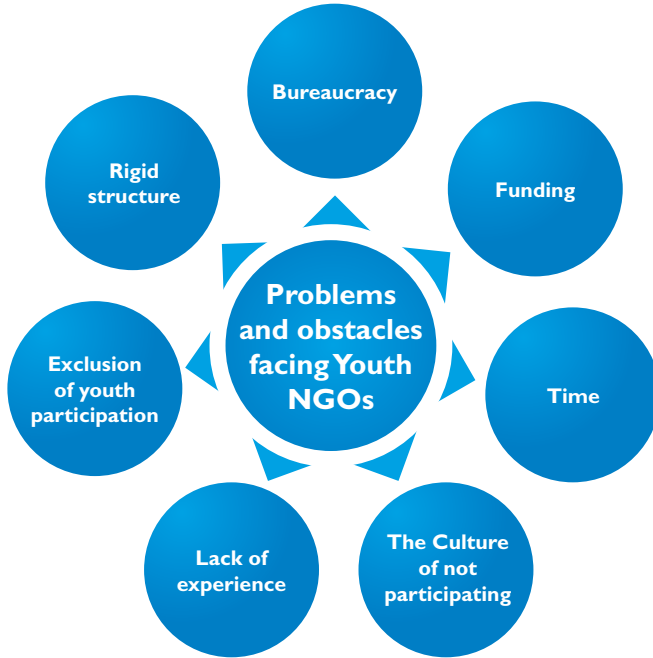 Bureaucracy
Rigid
structure
Funding
Problems
and obstacles
facing Youth
NGOs
Exclusion
of youth
participation
Time
Lack of
experience
The Culture
of not
participating